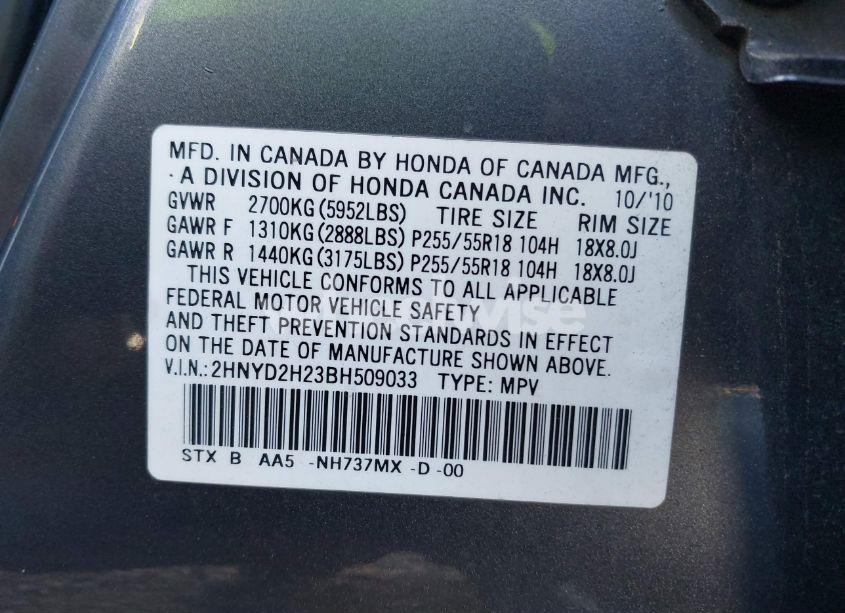 MFD. IN CANADA BY HONDA OF CANADA MFG.,
·A DIVISION OF HONDA CANADA INC. 10/'10
GVWR 2700KG(5952LBS) TIRE SIZE RIM SIZE
GAWR F 1310KG(2888LBS) P255/55R18 104H 18X8.0J
GAWR R 1440KG(3175LBS) P255/55R18 104H 18X8.0J
THIS VEHICLE CONFORMS TO ALL APPLICABLE
FEDERAL MOTOR VEHICLE SAFETY
AND THEFT PREVENTION STANDARDS IN EFFECT
ON THE DATE OF MANUFACTURE SHOWN ABOVE.
V.I.N.:2HNYD2H23BH509033 TYPE: MPV
STX B AA5 -NH737MX -D -00